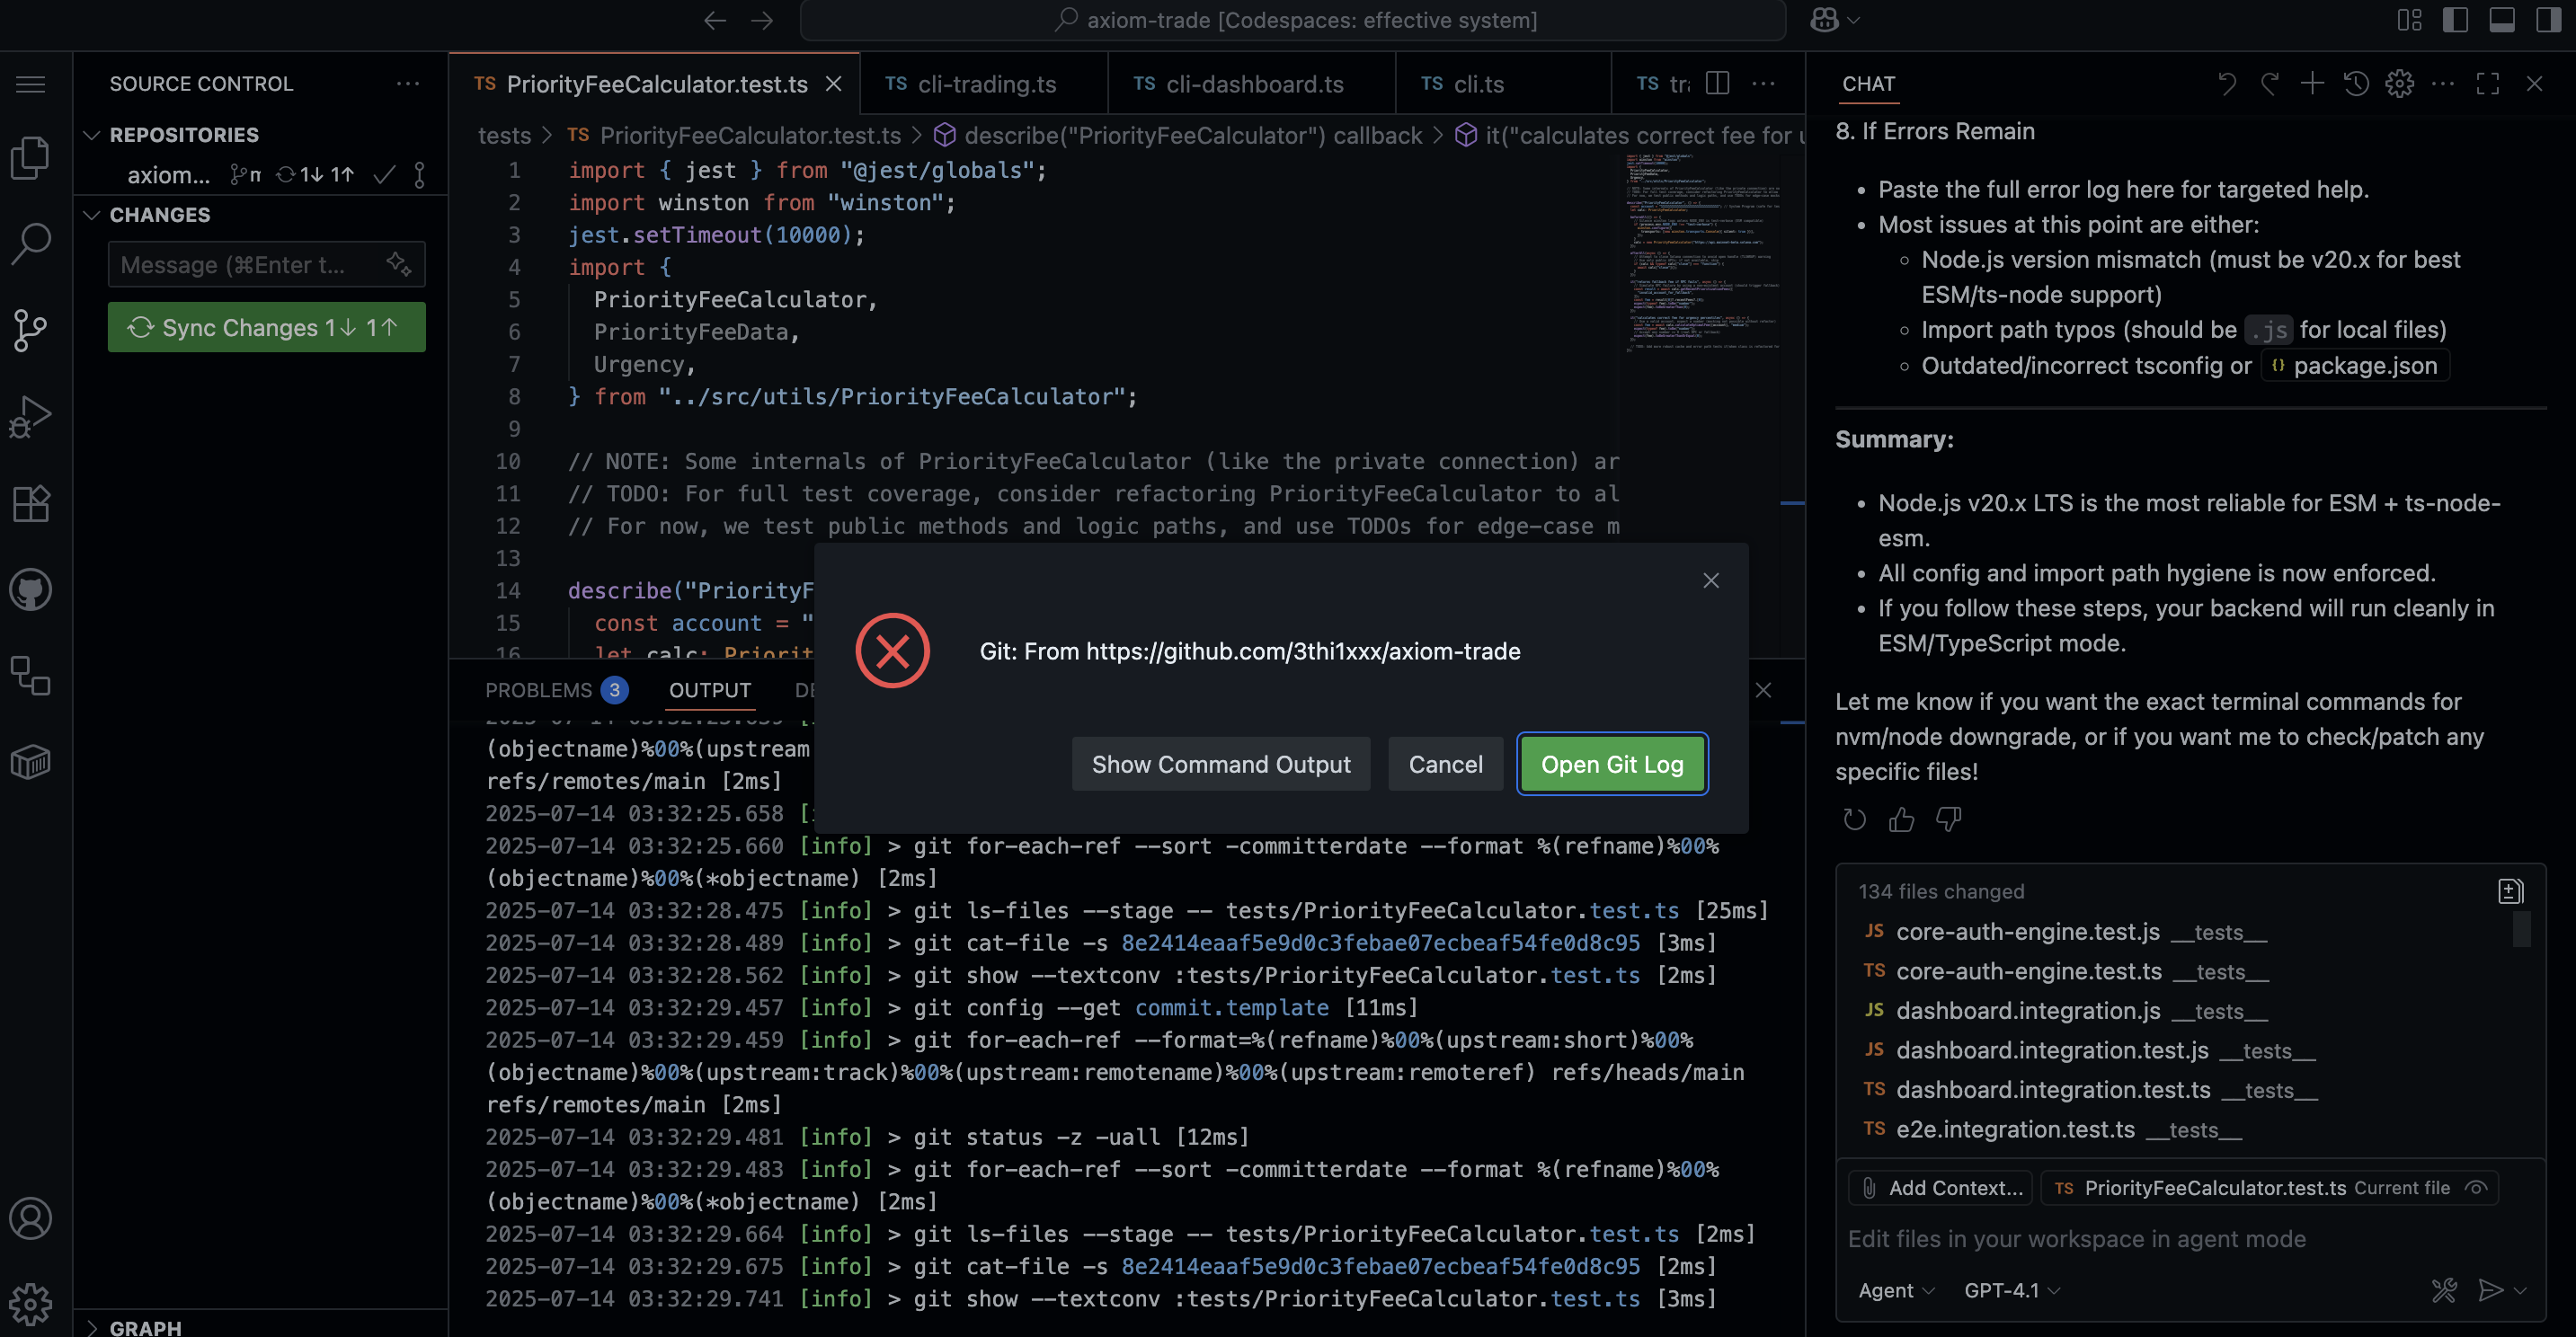 axiom-trade [Codespaces: effective system]
SOURCE CONTROL
REPOSITORIES
axiom... 1↓ 1↑
CHANGES
Message (⌘Enter t...
Sync Changes 1↓ 1↑
GRAPH
TS PriorityFeeCalculator.test.ts
TS cli-trading.ts
TS cli-dashboard.ts
TS cli.ts
TS
tests > TS PriorityFeeCalculator.test.ts > describe("PriorityFeeCalculator") callback > it("calculates correct fee for
1 import { jest } from "@jest/globals";
2 import winston from "winston";
3 jest.setTimeout(10000);
4 import {
5 PriorityFeeCalculator,
6 PriorityFeeData,
7 Urgency,
8 } from "../src/utils/PriorityFeeCalculator";
9
10 // NOTE: Some internals of PriorityFeeCalculator (like the private connection) ar
11 // TODO: For full test coverage, consider refactoring PriorityFeeCalculator to al
12 // For now, we test public methods and logic paths, and use TODOs for edge-case m
13
14 describe("PriorityF
15 const account = "
16 let calc: Priorit
Git: From https://github.com/3thi1xxx/axiom-trade
Show Command Output
Cancel
Open Git Log
PROBLEMS 3
OUTPUT
DE
(objectname)%00%(upstream
refs/remotes/main [2ms]
2025-07-14 03:32:25.658
2025-07-14 03:32:25.660 [info] > git for-each-ref --sort -committerdate --format %(refname)%00%
(objectname)%00%(*objectname) [2ms]
2025-07-14 03:32:28.475 [info] > git ls-files --stage -- tests/PriorityFeeCalculator.test.ts [25ms]
2025-07-14 03:32:28.489 [info] > git cat-file -s 8e2414eaaf5e9d0c3febae07ecbeaf54fe0d8c95 [3ms]
2025-07-14 03:32:28.562 [info] > git show --textconv :tests/PriorityFeeCalculator.test.ts [2ms]
2025-07-14 03:32:29.457 [info] > git config --get commit.template [11ms]
2025-07-14 03:32:29.459 [info] > git for-each-ref --format=%(refname)%00%(upstream:short)%00%
(objectname)%00%(upstream:track)%00%(upstream:remotename)%00%(upstream:remoteref) refs/heads/main
refs/remotes/main [2ms]
2025-07-14 03:32:29.481 [info] > git status -z -uall [12ms]
2025-07-14 03:32:29.483 [info] > git for-each-ref --sort -committerdate --format %(refname)%00%
(objectname)%00%(*objectname) [2ms]
2025-07-14 03:32:29.664 [info] > git ls-files --stage -- tests/PriorityFeeCalculator.test.ts [2ms]
2025-07-14 03:32:29.675 [info] > git cat-file -s 8e2414eaaf5e9d0c3febae07ecbeaf54fe0d8c95 [2ms]
2025-07-14 03:32:29.741 [info] > git show --textconv :tests/PriorityFeeCalculator.test.ts [3ms]
CHAT
8. If Errors Remain
• Paste the full error log here for targeted help.
• Most issues at this point are either:
◦ Node.js version mismatch (must be v20.x for best
ESM/ts-node support)
◦ Import path typos (should be .js for local files)
◦ Outdated/incorrect tsconfig or {} package.json
Summary:
• Node.js v20.x LTS is the most reliable for ESM + ts-node-
esm.
• All config and import path hygiene is now enforced.
• If you follow these steps, your backend will run cleanly in
ESM/TypeScript mode.
Let me know if you want the exact terminal commands for
nvm/node downgrade, or if you want me to check/patch any
specific files!
134 files changed
JS core-auth-engine.test.js __tests__
TS core-auth-engine.test.ts __tests__
JS dashboard.integration.js __tests__
JS dashboard.integration.test.js __tests__
TS dashboard.integration.test.ts __tests__
TS e2e.integration.test.ts __tests__
Add Context...
TS PriorityFeeCalculator.test.ts Current file
Edit files in your workspace in agent mode
Agent
GPT-4.1